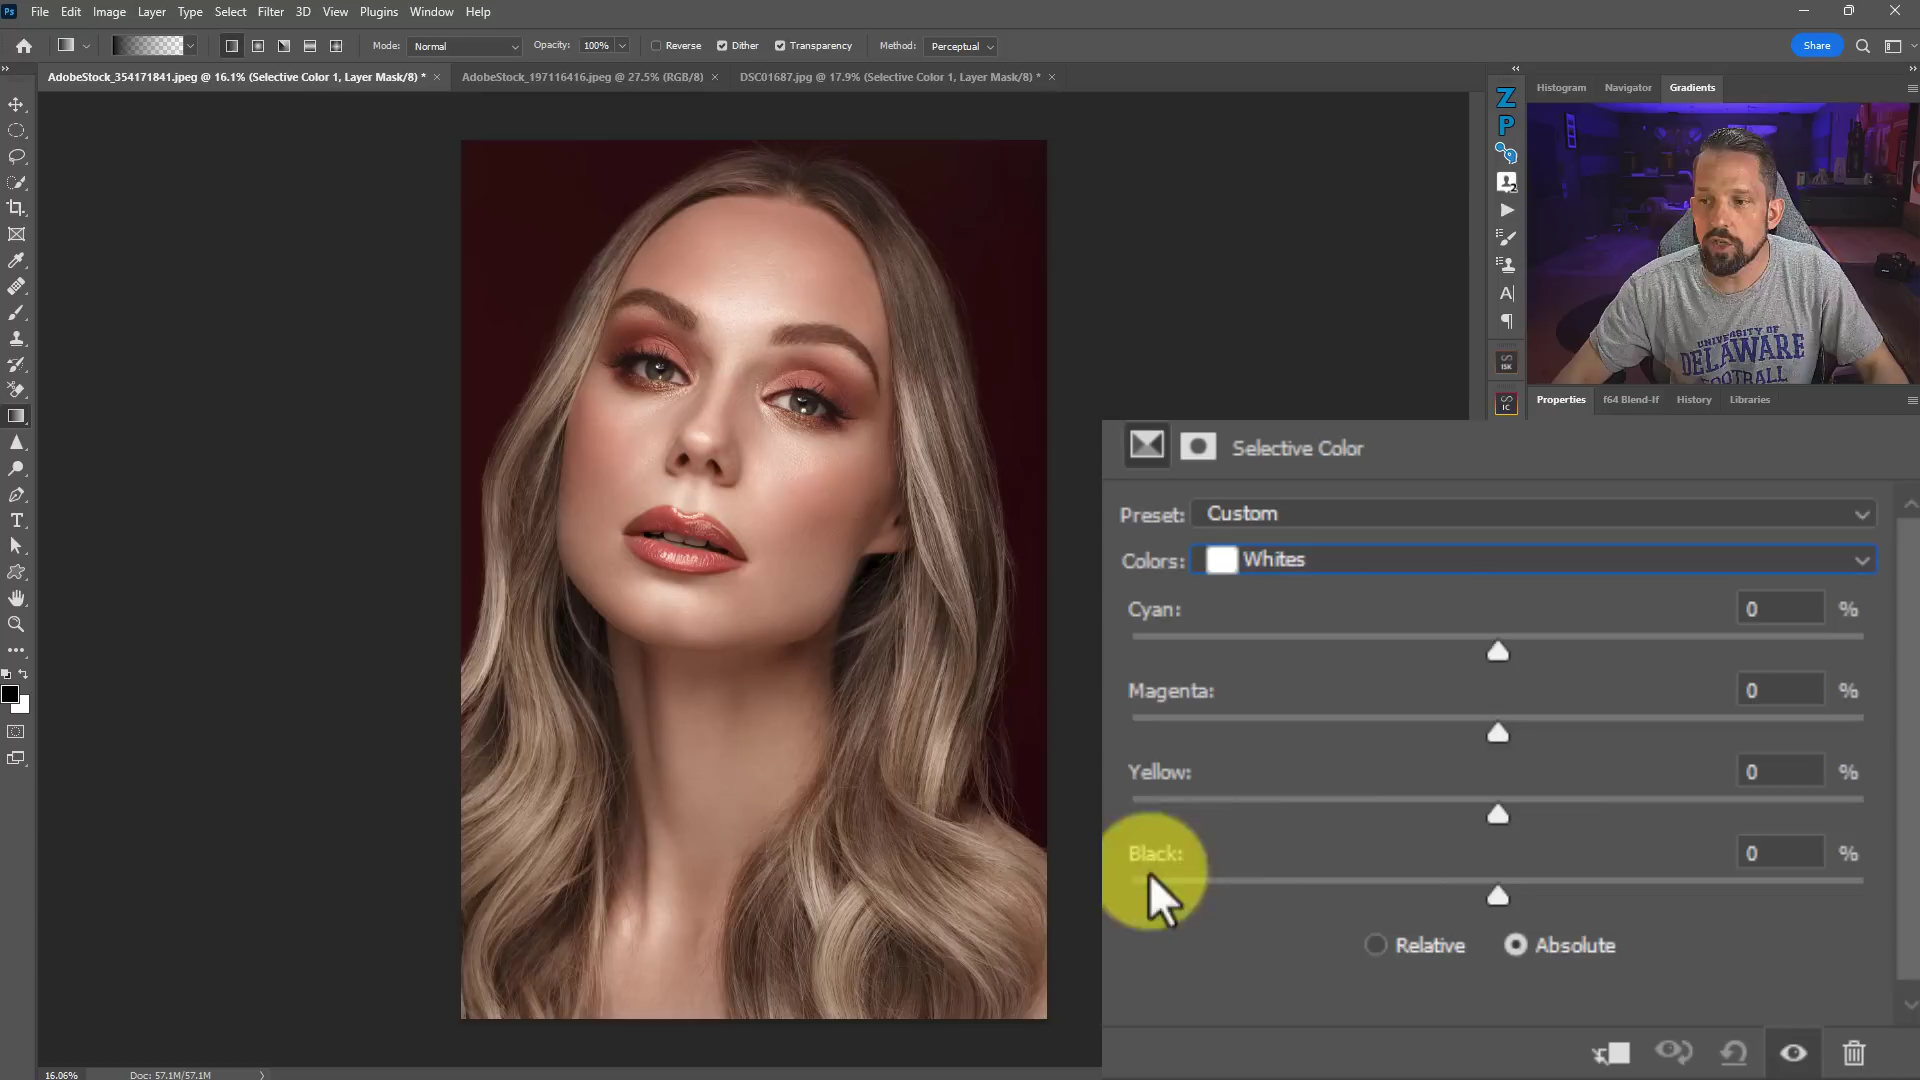 Ps File Edit Image Layer Type Select Filter 3D View Plugins Window Help
Mode: Normal Opacity: 100% Reverse Dither Transparency Method: Perceptual Share
AdobeStock_354171841.jpeg @ 16.1% (Selective Color 1, Layer Mask/8) * × AdobeStock_197116416.jpeg @ 27.5% (RGB/8) × DSC01687.jpg @ 17.9% (Selective Color 1, Layer Mask/8) * ×
Histogram Navigator Gradients
Z
P
2
A
ISK
IC
UNIVERSITY OF
DELAWARE
FOOTBALL
Properties f64 Blend-If History Libraries
Selective Color
Preset: Custom
Colors: Whites
Cyan: 0 %
Magenta: 0 %
Yellow: 0 %
Black: 0 %
Relative Absolute
16.06% Doc: 57.1M/57.1M